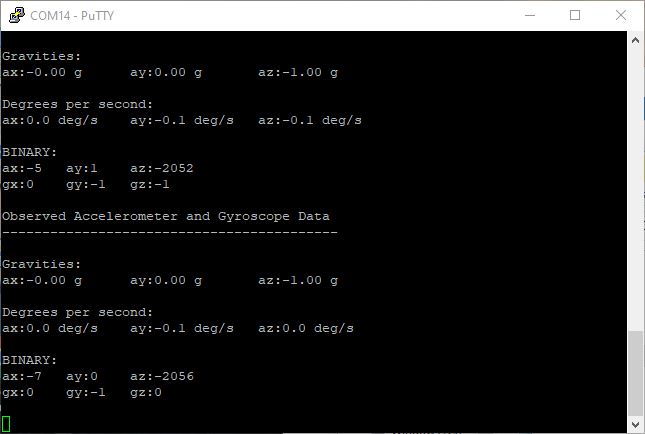 COM14 - PuTTY
Gravities:
ax:-0.00 g ay:0.00 g az:-1.00 g
Degrees per second:
ax:0.0 deg/s ay:-0.1 deg/s az:-0.1 deg/s
BINARY:
ax:-5 ay:1 az:-2052
gx:0 gy:-1 gz:-1
Observed Accelerometer and Gyroscope Data
------------------------------------------
Gravities:
ax:-0.00 g ay:0.00 g az:-1.00 g
Degrees per second:
ax:0.0 deg/s ay:-0.1 deg/s az:0.0 deg/s
BINARY:
ax:-7 ay:0 az:-2056
gx:0 gy:-1 gz:0